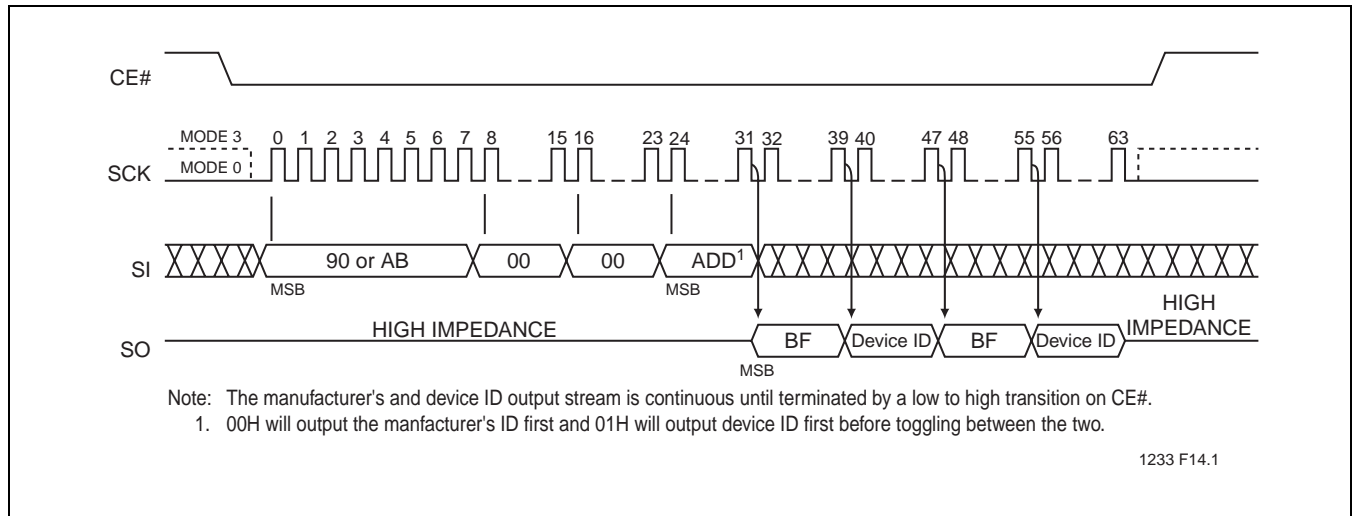 CE#
MODE 3
0 1 2 3 4 5 6 7 8 15 16 23 24 31 32 39 40 47 48 55 56 63
SCK MODE 0
SI 90 or AB 00 00 ADD1
MSB MSB
HIGH IMPEDANCE
HIGH IMPEDANCE
SO BF Device ID BF Device ID
MSB
Note: The manufacturer's and device ID output stream is continuous until terminated by a low to high transition on CE#.
1. 00H will output the manfacturer's ID first and 01H will output device ID first before toggling between the two.
1233 F14.1